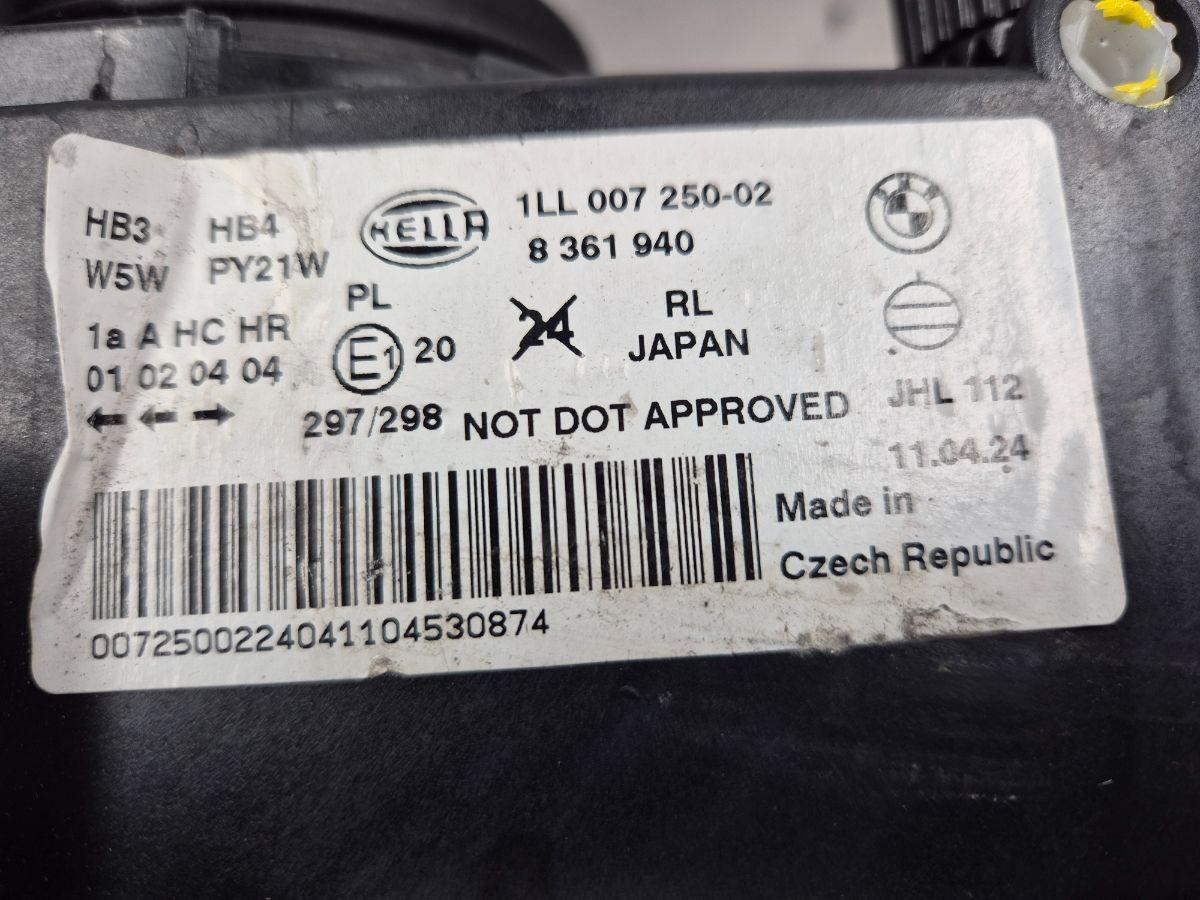 HB3 HB4
W5W PY21W
HELLA
1LL 007 250-02
8 361 940
1a A HC HR
01 02 04 04
PL
E1 20
24
RL
JAPAN
297/298 NOT DOT APPROVED
JHL 112
11.04.24
Made in
Czech Republic
0072500224041104530874